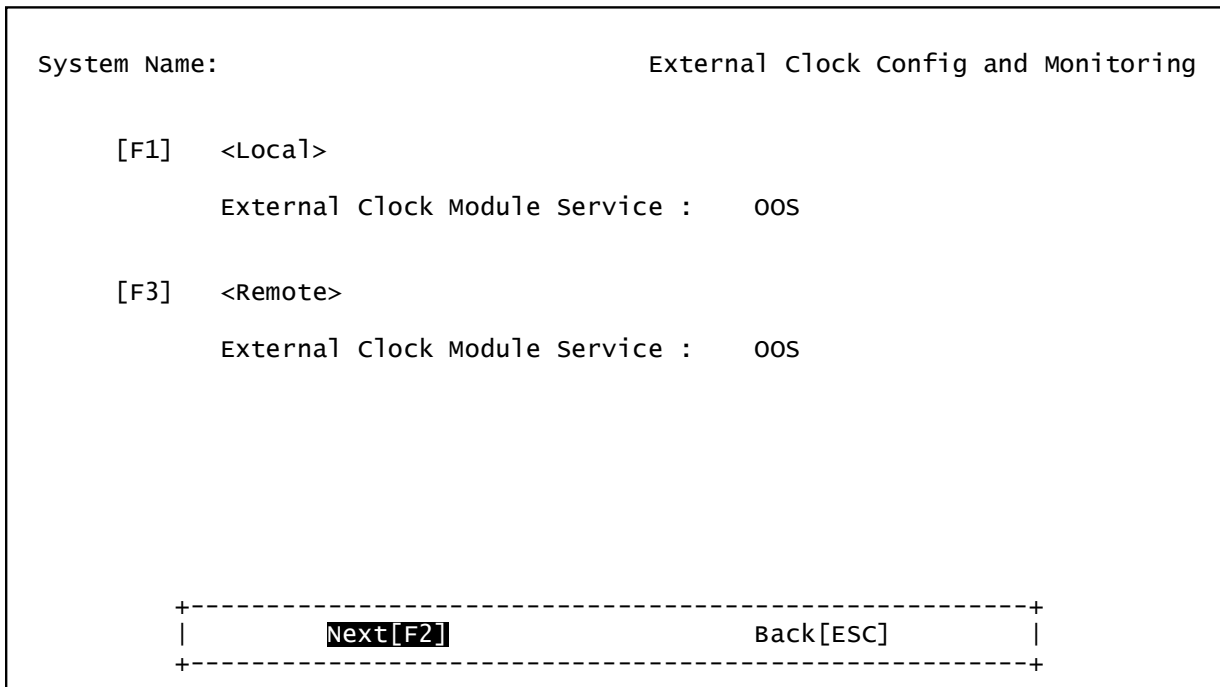 System Name: External Clock Config and Monitoring
[F1] <Local>
External Clock Module Service : OOS
[F3] <Remote>
External Clock Module Service : OOS
+-------------------------------------------------------+
| Next[F2] Back[ESC] |
+-------------------------------------------------------+